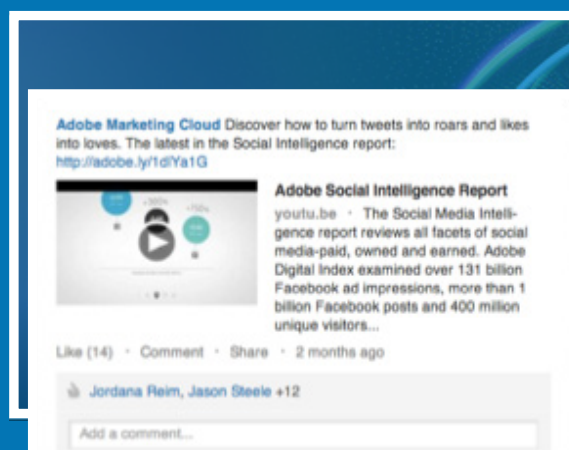 Adobe Marketing Cloud Discover how to turn tweets into roars and likes
into loves. The latest in the Social Intelligence report:
http://adobe.ly/1dlYa1G
Adobe Social Intelligence Report
youtu.be · The Social Media Intelli-
gence report reviews all facets of social
media-paid, owned and earned. Adobe
Digital Index examined over 131 billion
Facebook ad impressions, more than 1
billion Facebook posts and 400 million
unique visitors...
Like (14) · Comment · Share · 2 months ago
Jordana Reim, Jason Steele +12
Add a comment...